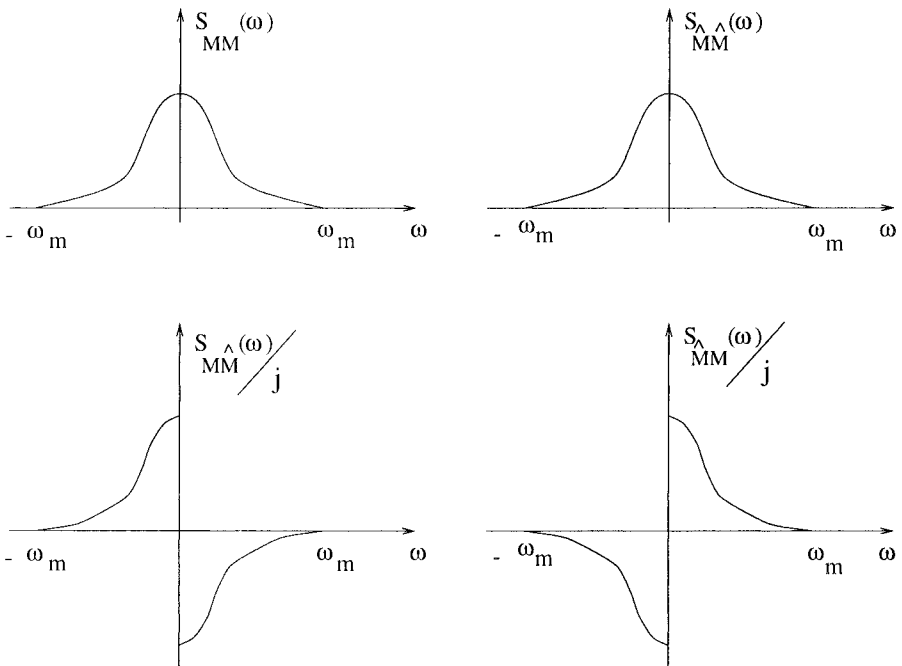 S_MM(ω)
- ω_m ω_m ω
S_M̂M̂(ω)
- ω_m ω_m ω
S_MM̂(ω)/j
- ω_m ω_m ω
S_M̂M(ω)/j
- ω_m ω_m ω